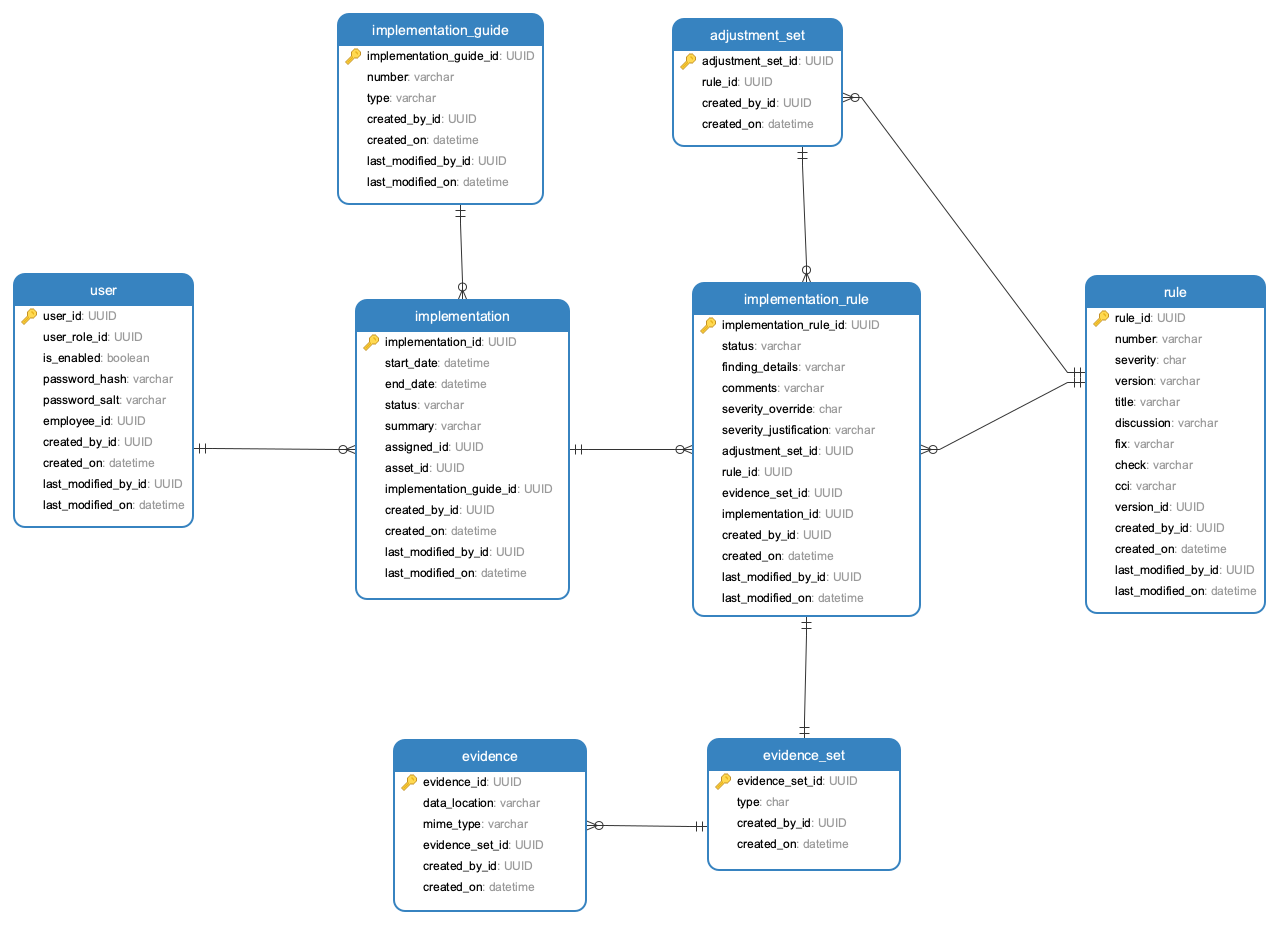 implementation_guide
implementation_guide_id: UUID
number: varchar
type: varchar
created_by_id: UUID
created_on: datetime
last_modified_by_id: UUID
last_modified_on: datetime
adjustment_set
adjustment_set_id: UUID
rule_id: UUID
created_by_id: UUID
created_on: datetime
user
user_id: UUID
user_role_id: UUID
is_enabled: boolean
password_hash: varchar
password_salt: varchar
employee_id: UUID
created_by_id: UUID
created_on: datetime
last_modified_by_id: UUID
last_modified_on: datetime
implementation
implementation_id: UUID
start_date: datetime
end_date: datetime
status: varchar
summary: varchar
assigned_id: UUID
asset_id: UUID
implementation_guide_id: UUID
created_by_id: UUID
created_on: datetime
last_modified_by_id: UUID
last_modified_on: datetime
implementation_rule
implementation_rule_id: UUID
status: varchar
finding_details: varchar
comments: varchar
severity_override: char
severity_justification: varchar
adjustment_set_id: UUID
rule_id: UUID
evidence_set_id: UUID
implementation_id: UUID
created_by_id: UUID
created_on: datetime
last_modified_by_id: UUID
last_modified_on: datetime
rule
rule_id: UUID
number: varchar
severity: char
version: varchar
title: varchar
discussion: varchar
fix: varchar
check: varchar
cci: varchar
version_id: UUID
created_by_id: UUID
created_on: datetime
last_modified_by_id: UUID
last_modified_on: datetime
evidence
evidence_id: UUID
data_location: varchar
mime_type: varchar
evidence_set_id: UUID
created_by_id: UUID
created_on: datetime
evidence_set
evidence_set_id: UUID
type: char
created_by_id: UUID
created_on: datetime